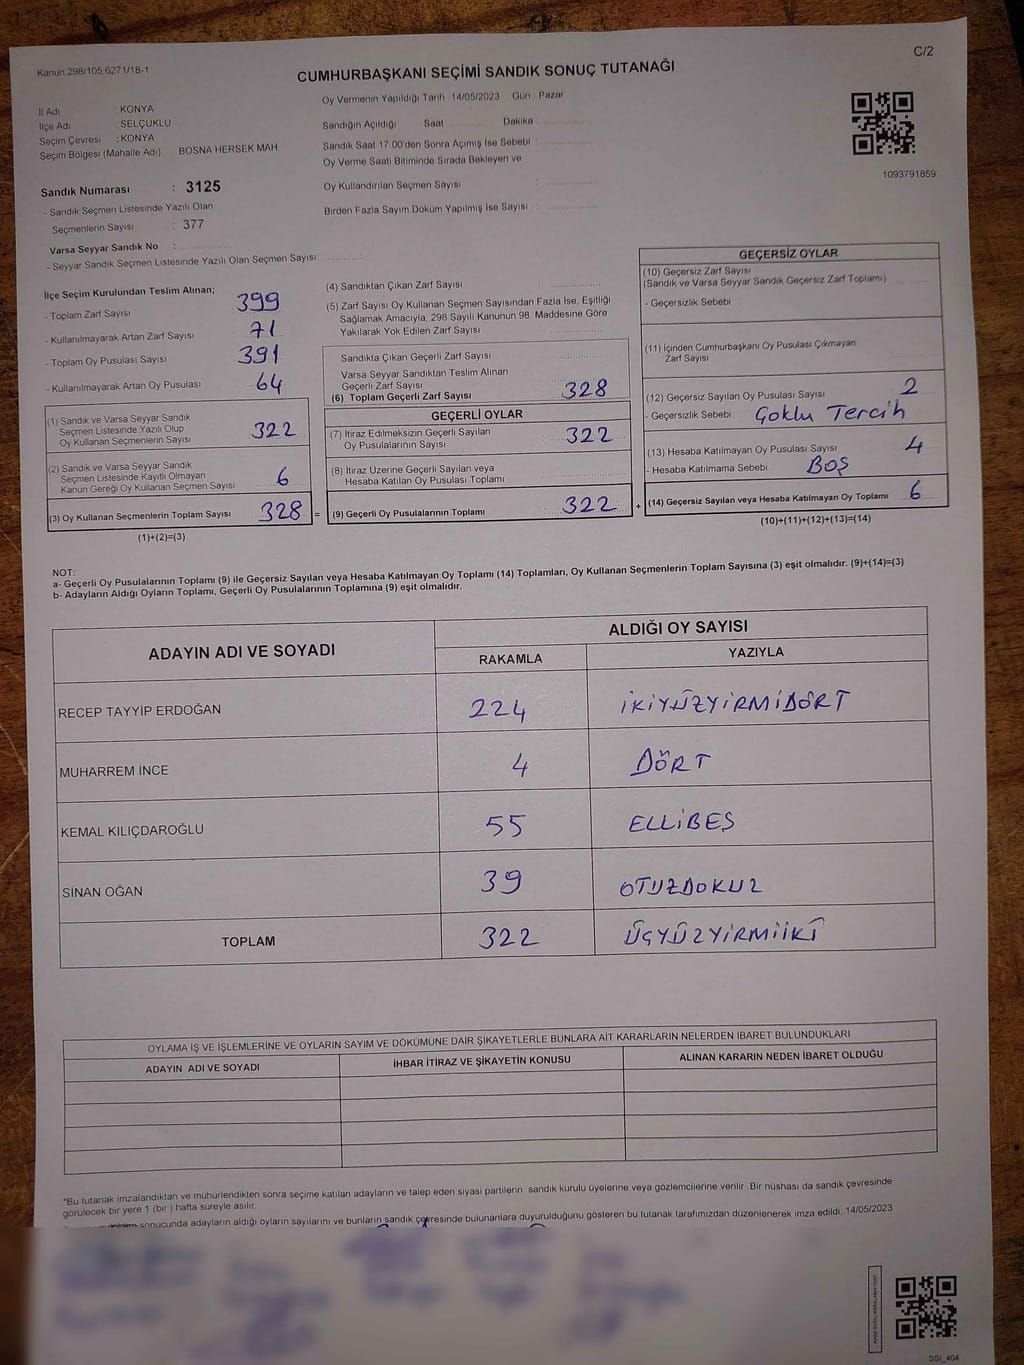 Kanun:298/105,6271/18-1
C/2
CUMHURBAŞKANI SEÇİMİ SANDIK SONUÇ TUTANAĞI
İl Adı KONYA
İlçe Adı : SELÇUKLU
Seçim Çevresi : KONYA
Seçim Bölgesi (Mahalle Adı) BOSNA HERSEK MAH.
Oy Vermenin Yapıldığı Tarih :14/05/2023 Gün : Pazar
Sandığın Açıldığı Saat Dakika
Sandık Saat 17:00'den Sonra Açımış İse Sebebi
Oy Verme Saati Bitiminde Sırada Bekleyen ve
Oy Kullandırılan Seçmen Sayısı
Birden Fazla Sayım Döküm Yapılmış İse Sayısı
1093791859
Sandık Numarası : 3125
- Sandık Seçmen Listesinde Yazılı Olan
Seçmenlerin Sayısı : 377
Varsa Seyyar Sandık No :
- Seyyar Sandık Seçmen Listesinde Yazılı Olan Seçmen Sayısı:
İlçe Seçim Kurulundan Teslim Alınan;
- Toplam Zarf Sayısı 399
- Kullanılmayarak Artan Zarf Sayısı 71
- Toplam Oy Pusulası Sayısı 391
- Kullanılmayarak Artan Oy Pusulası 64
(1) Sandık ve Varsa Seyyar Sandık
Seçmen Listesinde Yazılı Olup
Oy Kullanan Seçmenlerin Sayısı 322
(2) Sandık ve Varsa Seyyar Sandık
Seçmen Listesinde Kayıtlı Olmayan
Kanun Gereği Oy Kullanan Seçmen Sayısı 6
(3) Oy Kullanan Seçmenlerin Toplam Sayısı 328 =
(1)+(2)=(3)
(4) Sandıktan Çıkan Zarf Sayısı
(5) Zarf Sayısı Oy Kullanan Seçmen Sayısından Fazla İse, Eşitliği
Sağlamak Amacıyla, 298 Sayılı Kanunun 98. Maddesine Göre
Yakılarak Yok Edilen Zarf Sayısı
Sandıkta Çıkan Geçerli Zarf Sayısı
Varsa Seyyar Sandıktan Teslim Alınan
Geçerli Zarf Sayısı
(6) Toplam Geçerli Zarf Sayısı 328
GEÇERLİ OYLAR
(7) İtiraz Edilmeksizin Geçerli Sayılan
Oy Pusulalarının Sayısı 322
(8) İtiraz Üzerine Geçerli Sayılan veya
Hesaba Katılan Oy Pusulası Toplamı
(9) Geçerli Oy Pusulalarının Toplamı 322 +
GEÇERSİZ OYLAR
(10) Geçersiz Zarf Sayısı
(Sandık ve Varsa Seyyar Sandık Geçersiz Zarf Toplamı)
- Geçersizlik Sebebi
(11) İçinden Cumhurbaşkanı Oy Pusulası Çıkmayan
Zarf Sayısı
(12) Geçersiz Sayılan Oy Pusulası Sayısı 2
- Geçersizlik Sebebi Çoklu Tercih
(13) Hesaba Katılmayan Oy Pusulası Sayısı 4
- Hesaba Katılmama Sebebi BOŞ
(14) Geçersiz Sayılan veya Hesaba Katılmayan Oy Toplamı 6
(10)+(11)+(12)+(13)=(14)
NOT:
a- Geçerli Oy Pusulalarının Toplamı (9) ile Geçersiz Sayılan veya Hesaba Katılmayan Oy Toplamı (14) Toplamları, Oy Kullanan Seçmenlerin Toplam Sayısına (3) eşit olmalıdır. (9)+(14)=(3)
b- Adayların Aldığı Oyların Toplamı, Geçerli Oy Pusulalarının Toplamına (9) eşit olmalıdır.
ADAYIN ADI VE SOYADI
ALDIĞI OY SAYISI
RAKAMLA YAZIYLA
RECEP TAYYİP ERDOĞAN 224 İKİYÜZYİRMİDÖRT
MUHARREM İNCE 4 DÖRT
KEMAL KILIÇDAROĞLU 55 ELLİBEŞ
SİNAN OĞAN 39 OTUZDOKUZ
TOPLAM 322 ÜÇYÜZYİRMİİKİ
OYLAMA İŞ VE İŞLEMLERİNE VE OYLARIN SAYIM VE DÖKÜMÜNE DAİR ŞİKAYETLERLE BUNLARA AİT KARARLARIN NELERDEN İBARET BULUNDUKLARI
ADAYIN ADI VE SOYADI İHBAR İTİRAZ VE ŞİKAYETİN KONUSU ALINAN KARARIN NEDEN İBARET OLDUĞU
*Bu tutanak imzalandıktan ve mühürlendikten sonra seçime katılan adayların ve talep eden siyasi partilerin sandık kurulu üyelerine veya gözlemcilerine verilir. Bir nüshası da sandık çevresinde
görülecek bir yere 1 (bir ) hafta süreyle asılır.
sonucunda adayların aldığı oyların sayılarını ve bunların sandık çevresinde bulunanlara duyurulduğunu gösteren bu tutanak tarafımızdan düzenlenerek imza edildi. 14/05/2023
SSI_404